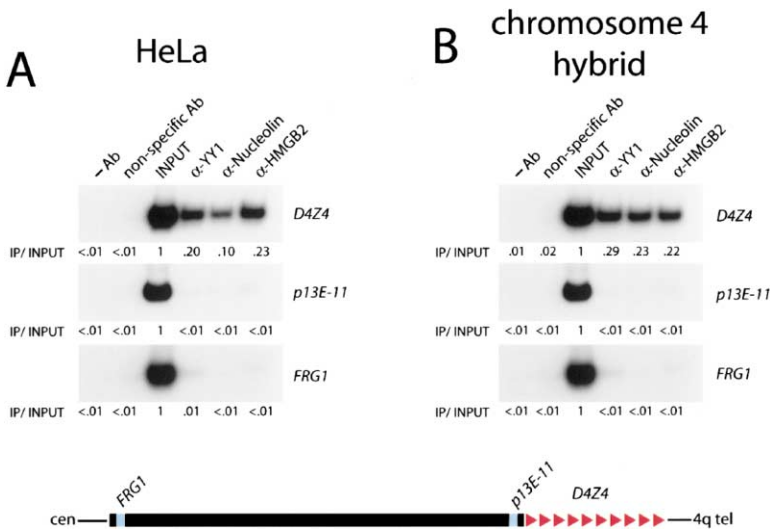 A
HeLa
– Ab
non-specific Ab
INPUT
α-YY1
α-Nucleolin
α-HMGB2
D4Z4
IP/ INPUT <.01 <.01 1 .20 .10 .23
p13E-11
IP/ INPUT <.01 <.01 1 <.01 <.01 <.01
FRG1
IP/ INPUT <.01 <.01 1 .01 <.01 <.01
B
chromosome 4
hybrid
– Ab
non-specific Ab
INPUT
α-YY1
α-Nucleolin
α-HMGB2
D4Z4
IP/ INPUT .01 .02 1 .29 .23 .22
p13E-11
IP/ INPUT <.01 <.01 1 <.01 <.01 <.01
FRG1
IP/ INPUT <.01 <.01 1 <.01 <.01 <.01
FRG1
p13E-11
D4Z4
cen
4q tel